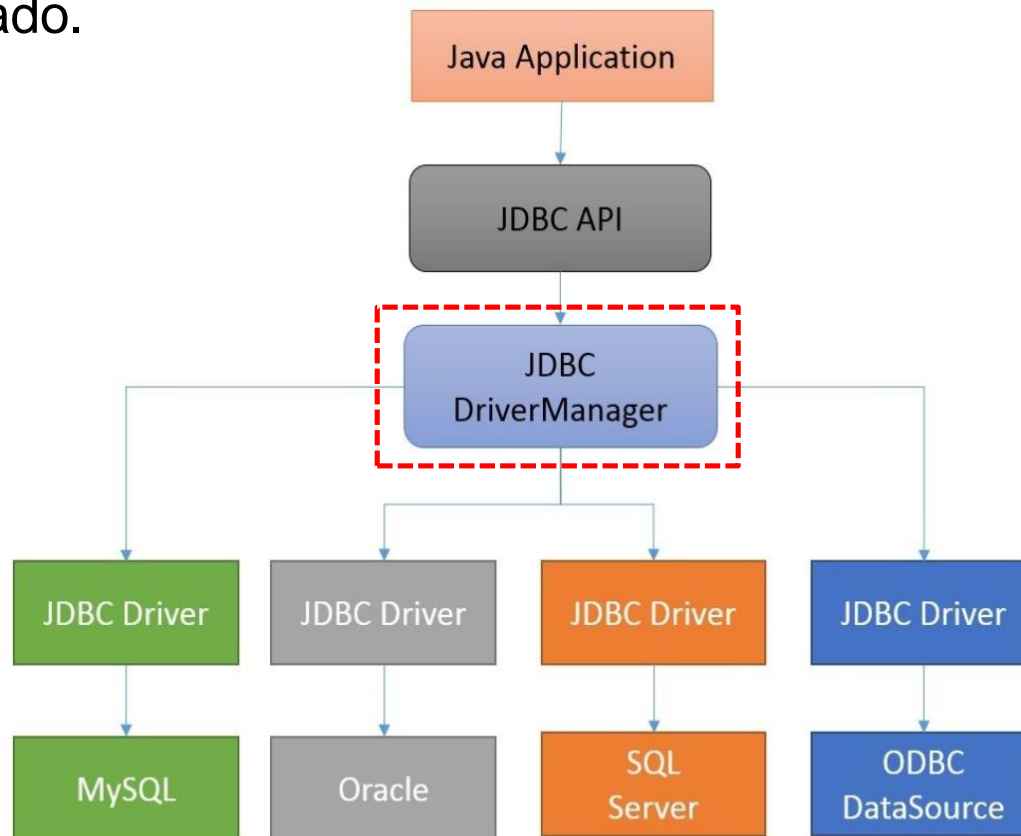 ado.
Java Application
JDBC API
JDBC
DriverManager
JDBC Driver
JDBC Driver
JDBC Driver
JDBC Driver
MySQL
Oracle
SQL
Server
ODBC
DataSource